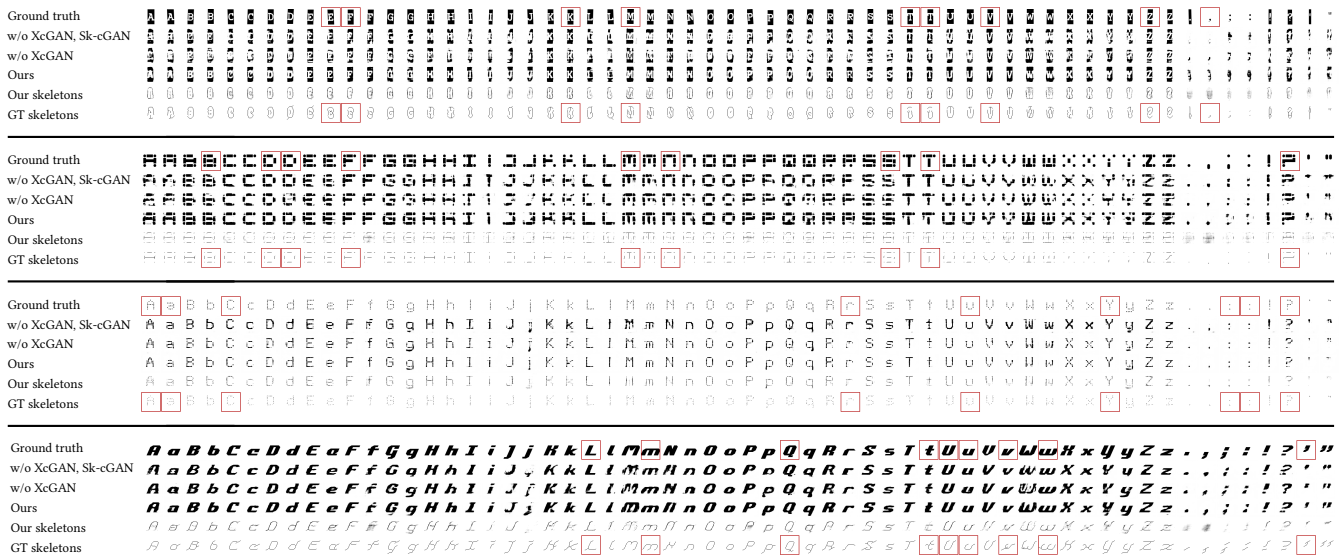 Ground truth A A B B C C D D E E F F G G H H I I J J K K L L M M N N O O P P Q Q R R S S T T U U V V W W X X Y Y Z Z . , ; : ! ? ' "
w/o XcGAN, Sk-cGAN
w/o XcGAN
Ours A A B B C C D D E E F F G G H H I I J J K K L L M M N N O O P P Q Q R R S S T T U U V V W W X X Y Y Z Z
Our skeletons
GT skeletons
Ground truth A A B B C C D D E E F F G G H H I i J J K K L L M M N N O O P P Q Q R R S S T T U U V V W W X X Y Y Z Z . , ; : ! ? ' "
w/o XcGAN, Sk-cGAN A A B B C C D D E E F F G G H H I I J J K K L L M M N N O O P P Q Q R R S S T T U U V V W W X X Y Y Z Z . , ; : ! ? ' "
w/o XcGAN A A B B C C D D E E F F G G H H I i J J K K L L M M N N O O P P Q Q R R S S T T U U V V W W X X Y Y Z Z . , ; : ! ? ' "
Ours A A B B C C D D E E F F G G H H I i J J K K L L M M N N O O P P Q Q R R S S T T U U V V W W X X Y Y Z Z . , ; : ! ? ' "
Our skeletons
GT skeletons
Ground truth A a B b C c D d E e F f G g H h I i J j K k L l M m N n O o P p Q q R r S s T t U u V v W w X x Y y Z z . , ; : ! ? ' "
w/o XcGAN, Sk-cGAN A a B b C c D d E e F f G g H h I i J j K k L l M m N n O o P p Q q R r S s T t U u V v W w X x Y y Z z . , ; : ! ? ' "
w/o XcGAN A a B b C c D d E e F f G g H h I i J j K k L l M m N n O o P p Q q R r S s T t U u V v W w X x Y y Z z . , ; : ! ? ' "
Ours A a B b C c D d E e F f G g H h I i J j K k L l M m N n O o P p Q q R r S s T t U u V v W w X x Y y Z z . , ; : ! ? ' "
Our skeletons A a B b C c D d E e F f G g H h I i J j K k L l M m N n O o P p Q q R r S s T t U u V v W w X x Y y Z z . , ; : ! ? ' "
GT skeletons A a B b C c D d E e F f G g H h I i J j K k L l M m N n O o P p Q q R r S s T t U u V v W w X x Y y Z z . , ; : ! ? ' "
Ground truth A a B b C c D d E e F f G g H h I i J j K k L l M m N n O o P p Q q R r S s T t U u V v W w X x Y y Z z . , ; : ! ? ' "
w/o XcGAN, Sk-cGAN A a B b C c D d E e F f G g H h I i J j K k L l M m N n O o P p Q q R r S s T t U u V v W w X x Y y Z z . , ; : ! ? ' "
w/o XcGAN A a B b C c D d E e F f G g H h I i J j K k L l M m N n O o P p Q q R r S s T t U u V v W w X x Y y Z z . , ; : ! ? ' "
Ours A a B b C c D d E e F f G g H h I i J j K k L l M m N n O o P p Q q R r S s T t U u V v W w X x Y y Z z . , ; : ! ? ' "
Our skeletons A a B b C c D d E e F f G g H h I i J j K k L l M m N n O o P p Q q R r S s T t U u V v W w X x Y y Z z . , ; : ! ? ' "
GT skeletons A a B b C c D d E e F f G g H h I i J j K k L l M m N n O o P p Q q R r S s T t U u V v W w X x Y y Z z . , ; : ! ? ' "